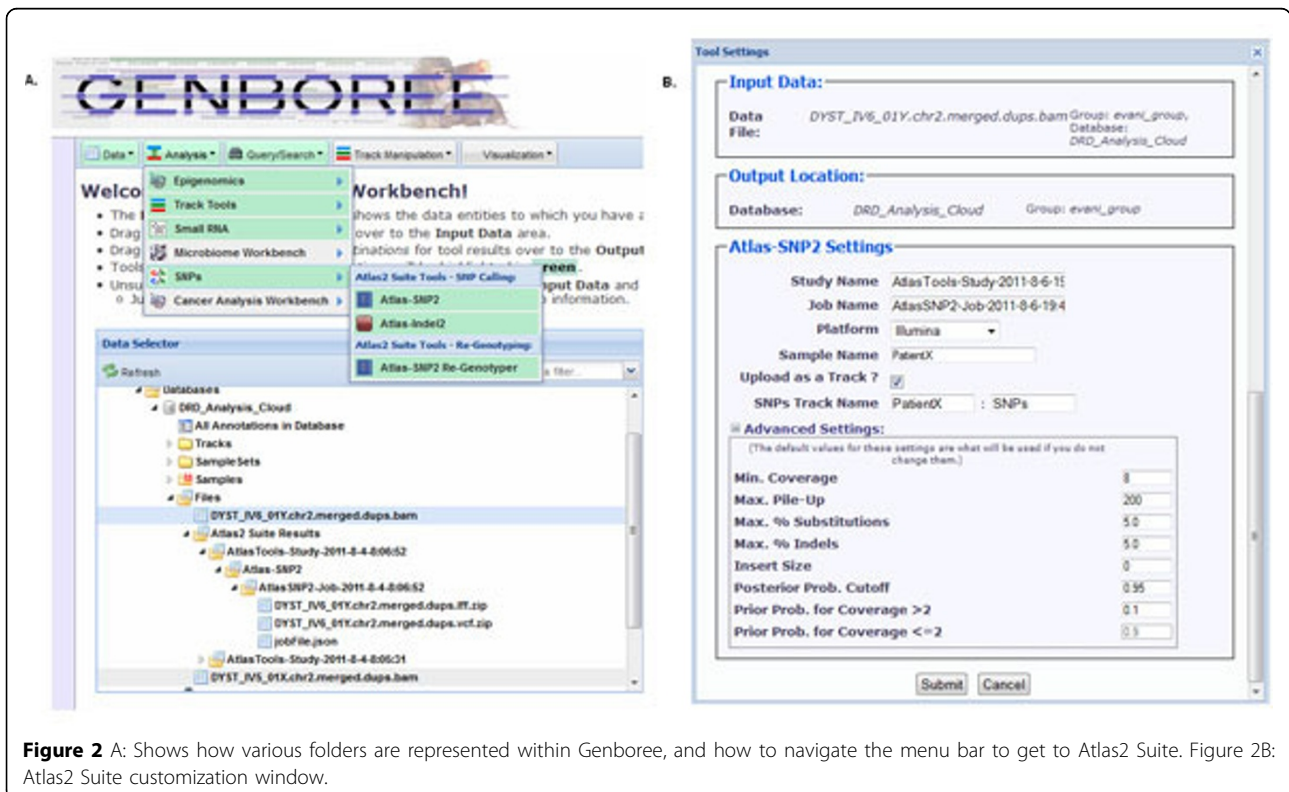 A.
GENBOREE
Data Analysis Query/Search Track Manipulation Visualization
Welco Workbench!
Epigenomics
Track Tools
Small RNA
Microbiome Workbench
SNPs
Cancer Analysis Workbench
• The hows the data entities to which you have a
• Drag over to the Input Data area.
• Drag binations for tool results over to the Output
• Tools reen.
• Unsu put Data and
o Ju o information.
Atlas2 Suite Tools - SNP Calling:
Atlas-SNP2
Atlas-Indel2
Atlas2 Suite Tools - Re-Genotyping:
Atlas-SNP2 Re-Genotyper
Data Selector
Refresh a filter...
Databases
DRD_Analysis_Cloud
All Annotations in Database
Tracks
SampleSets
Samples
Files
DYST_IV6_01Y.chr2.merged.dups.bam
Atlas2 Suite Results
AtlasTools-Study-2011-8-4-8:06:52
Atlas-SNP2
AtlasSNP2-Job-2011-8-4-8:06:52
DYST_IV6_01Y.chr2.merged.dups.lff.zip
DYST_IV6_01Y.chr2.merged.dups.vcf.zip
jobFile.json
AtlasTools-Study-2011-8-4-8:06:31
DYST_IV5_01X.chr2.merged.dups.bam
B.
Tool Settings
Input Data:
Data File: DYST_IV6_01Y.chr2.merged.dups.bam Group: evani_group,
Database:
DRD_Analysis_Cloud
Output Location:
Database: DRD_Analysis_Cloud Group: evani_group
Atlas-SNP2 Settings
Study Name AtlasTools-Study-2011-8-6-15
Job Name AtlasSNP2-Job-2011-8-6-19:4
Platform Illumina
Sample Name PatientX
Upload as a Track ?
SNPs Track Name PatientX : SNPs
Advanced Settings:
(The default values for these settings are what will be used if you do not
change them.)
Min. Coverage 8
Max. Pile-Up 200
Max. % Substitutions 5.0
Max. % Indels 5.0
Insert Size 0
Posterior Prob. Cutoff 0.95
Prior Prob. for Coverage >2 0.1
Prior Prob. for Coverage <=2 0.9
Submit Cancel
Figure 2 A: Shows how various folders are represented within Genboree, and how to navigate the menu bar to get to Atlas2 Suite. Figure 2B:
Atlas2 Suite customization window.